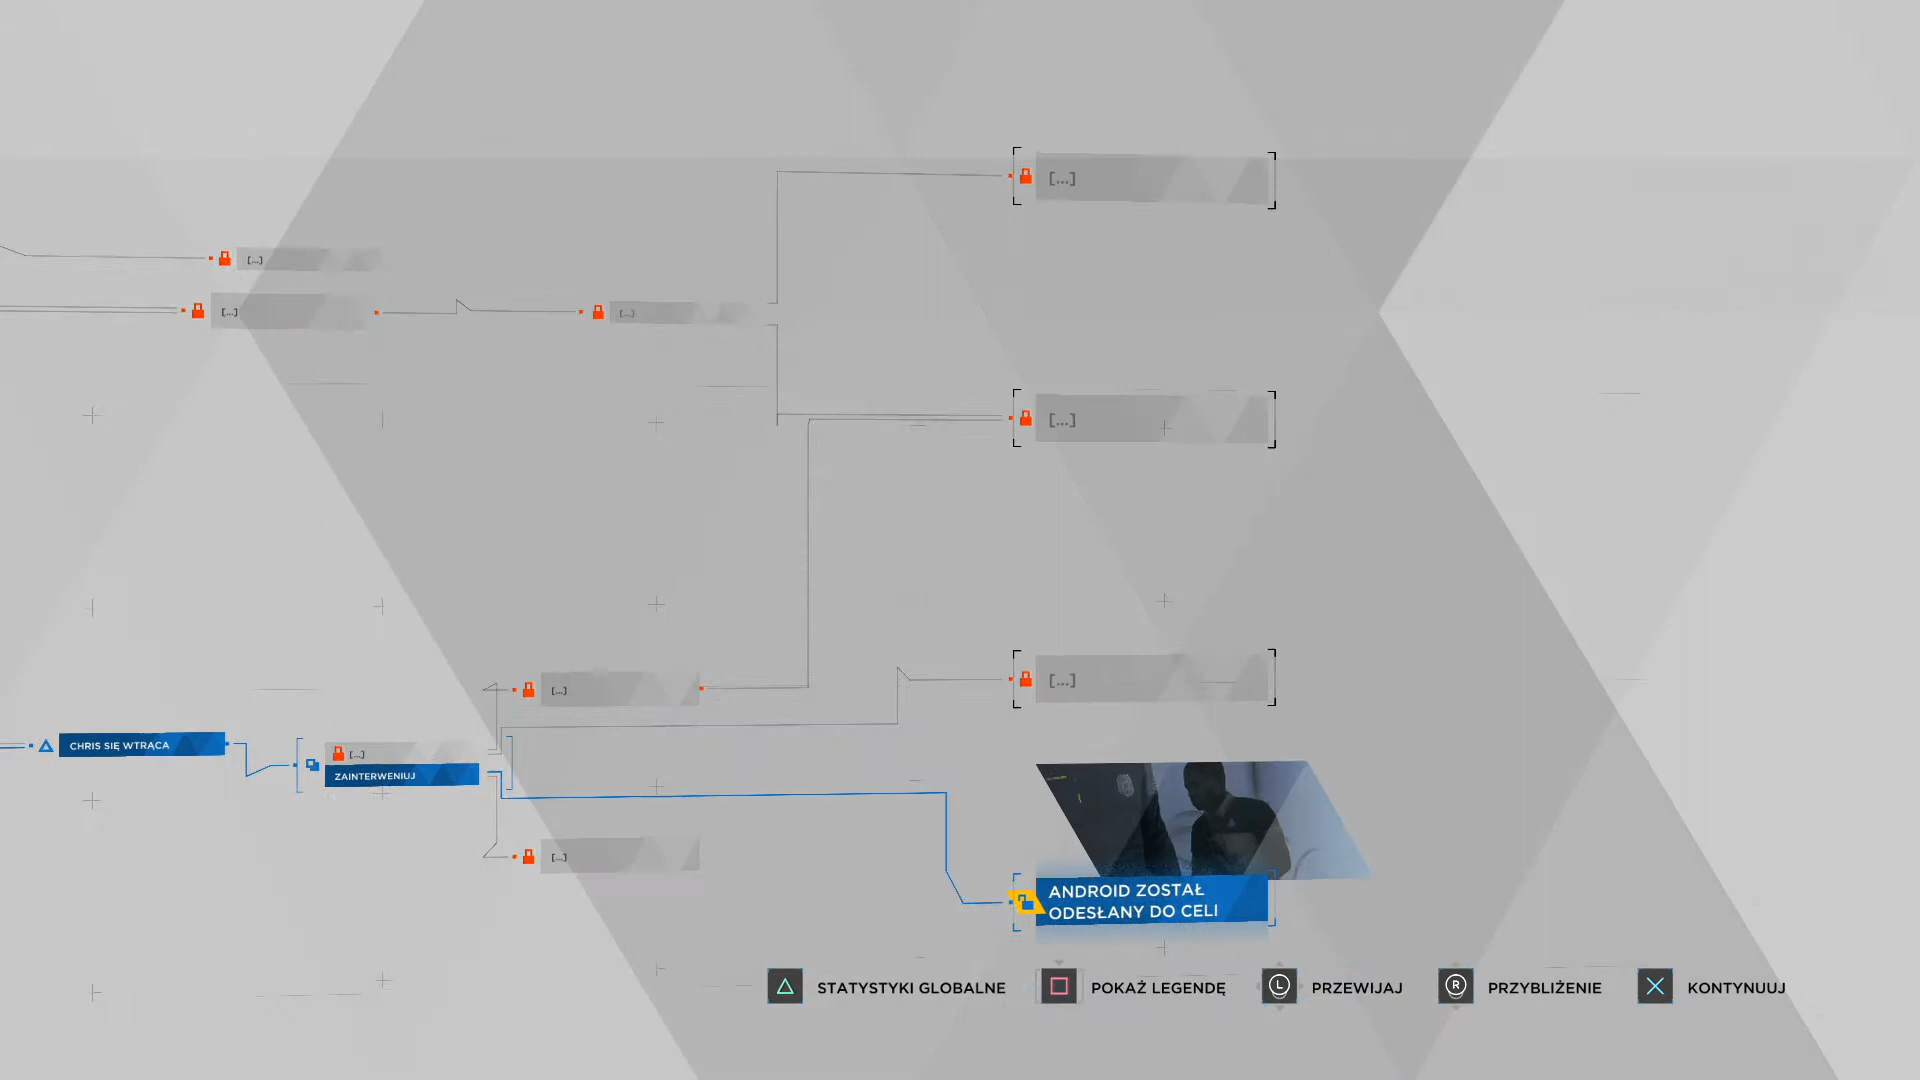 [...]
[...]
[...]
[...]
[...]
[...]
[...]
CHRIS SIĘ WTRĄCA
[...]
ZAINTERWENIUJ
[...]
ANDROID ZOSTAŁ
ODESŁANY DO CELI
STATYSTYKI GLOBALNE
POKAŻ LEGENDĘ
L
PRZEWIJAJ
R
PRZYBLIŻENIE
KONTYNUUJ